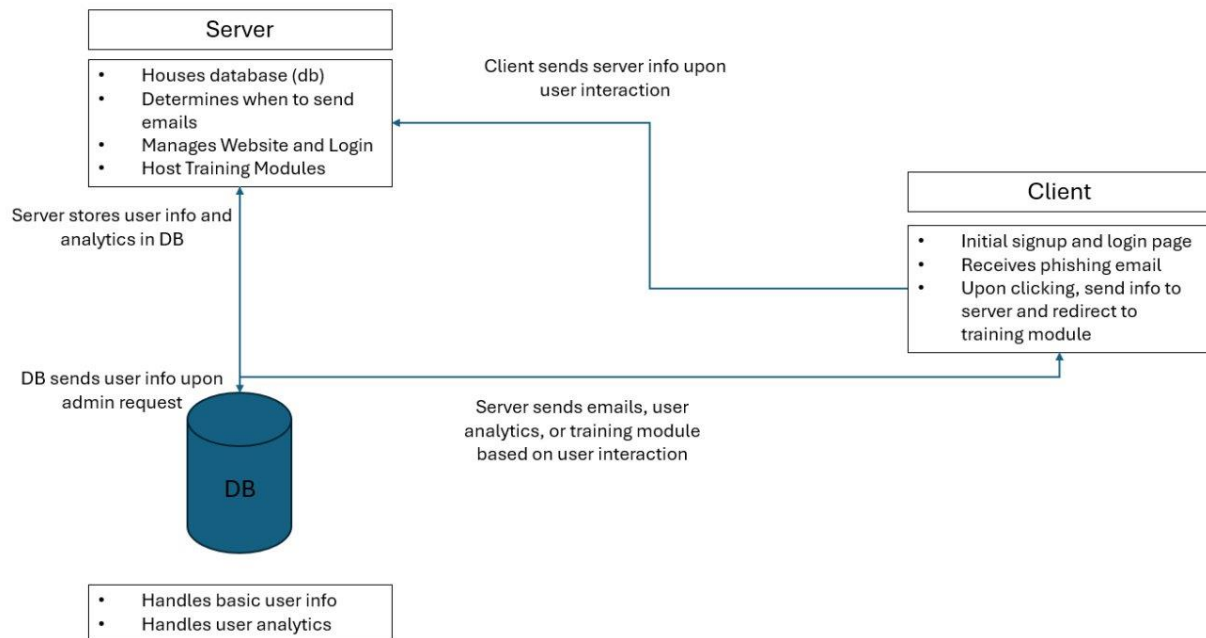 Server
• Houses database (db)
• Determines when to send
emails
• Manages Website and Login
• Host Training Modules
Client sends server info upon
user interaction
Client
• Initial signup and login page
• Receives phishing email
• Upon clicking, send info to
server and redirect to
training module
Server stores user info and
analytics in DB
DB sends user info upon
admin request
Server sends emails, user
analytics, or training module
based on user interaction
DB
• Handles basic user info
• Handles user analytics